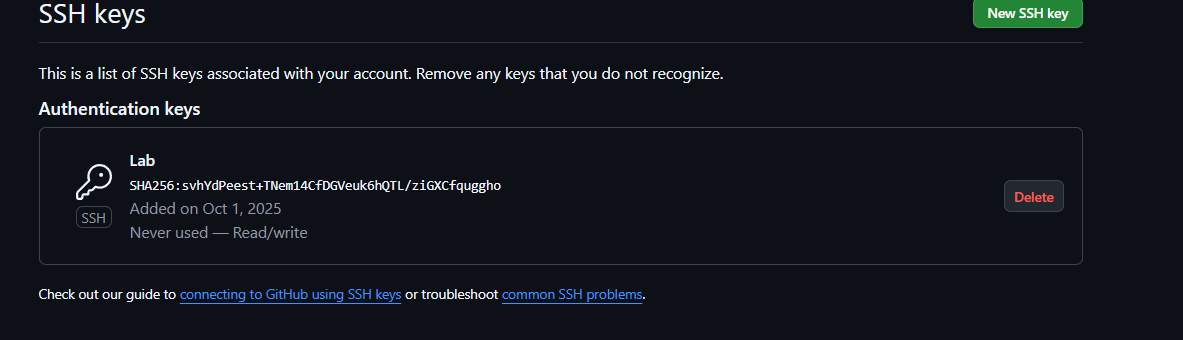 SSH keys
New SSH key
This is a list of SSH keys associated with your account. Remove any keys that you do not recognize.
Authentication keys
Lab
SHA256:svhYdPeest+TNem14CfDGVeuk6hQTL/ziGXCfquggho
SSH
Added on Oct 1, 2025
Never used — Read/write
Delete
Check out our guide to connecting to GitHub using SSH keys or troubleshoot common SSH problems.